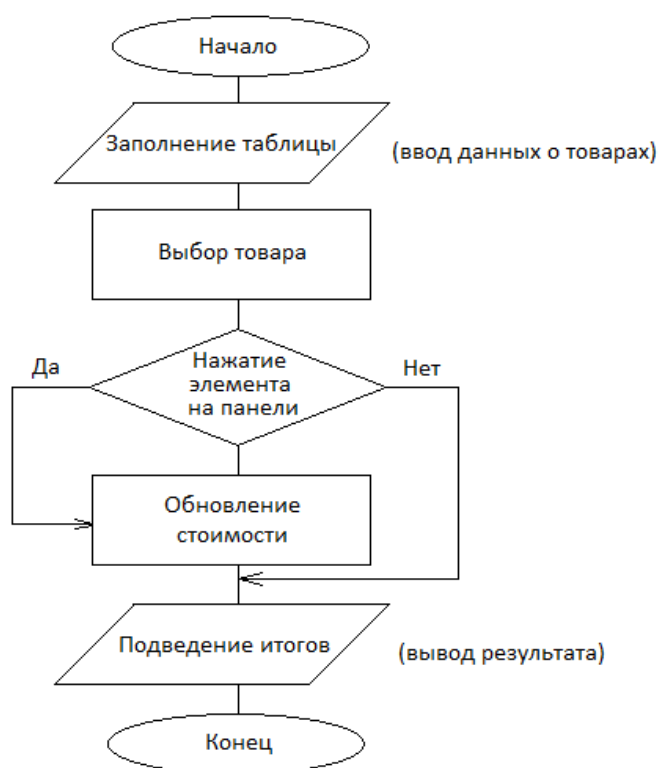 Начало
Заполнение таблицы
(ввод данных о товарах)
Выбор товара
Да
Нажатие
элемента
на панели
Нет
Обновление
стоимости
Подведение итогов
(вывод результата)
Конец